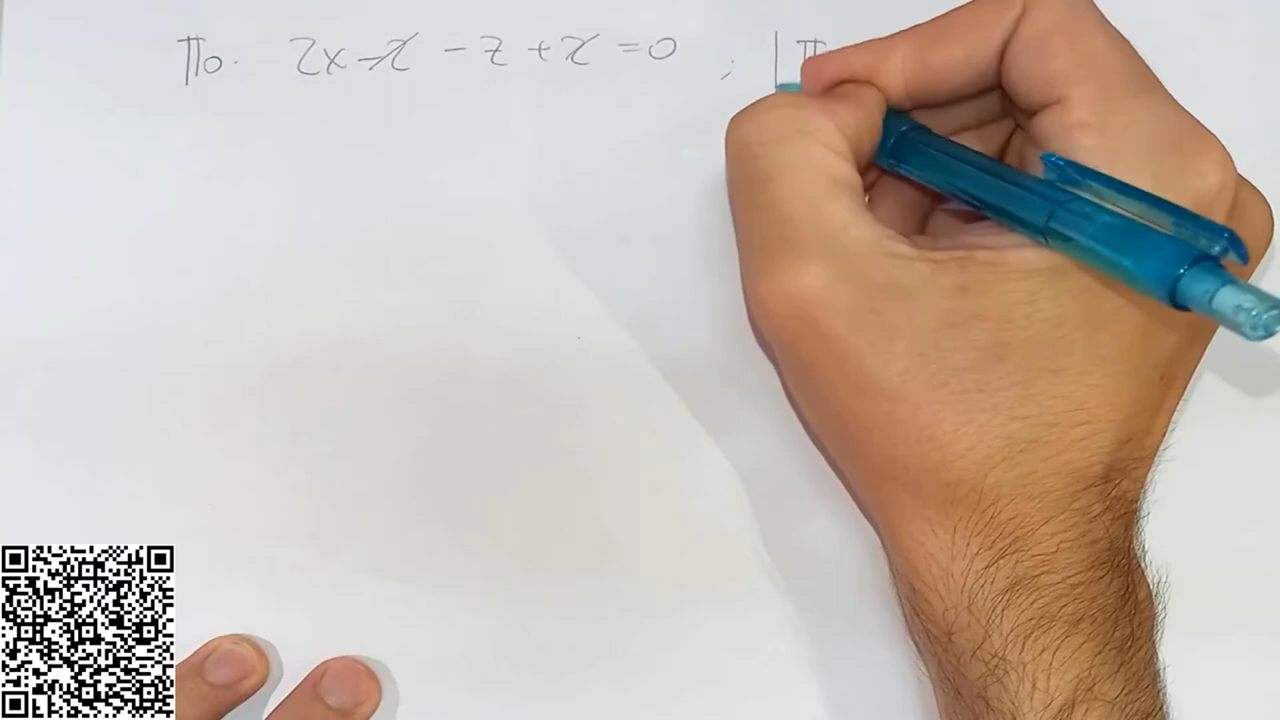 π₀. 2x - x - z + x = 0 ; | π